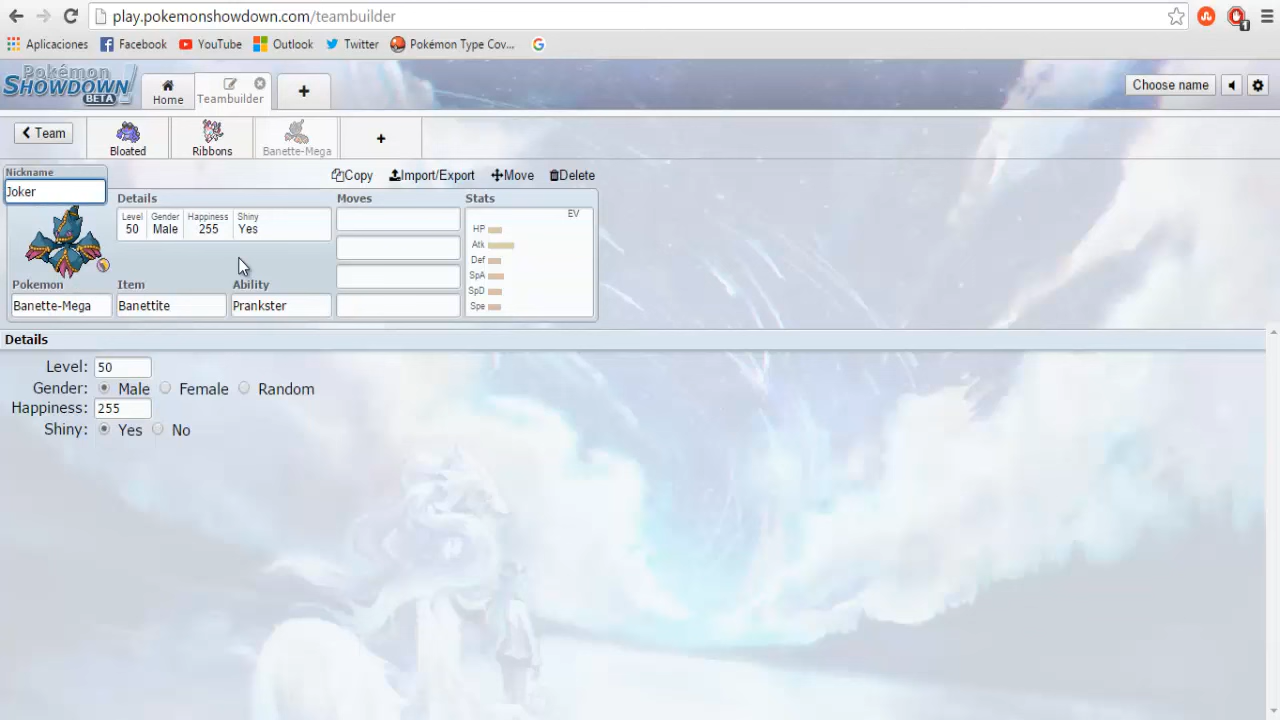 play.pokemonshowdown.com/teambuilder
Aplicaciones Facebook YouTube Outlook Twitter Pokémon Type Cov...
Pokémon
SHOWDOWN
BETA
Home
Teambuilder
+
Choose name
Team
Bloated
Ribbons
Banette-Mega
+
Nickname
Joker
Copy Import/Export Move Delete
Details
Level Gender Happiness Shiny
50 Male 255 Yes
Pokemon Item Ability
Banette-Mega Banettite Prankster
Moves
Stats
EV
HP
Atk
Def
SpA
SpD
Spe
Details
Level: 50
Gender: Male Female Random
Happiness: 255
Shiny: Yes No